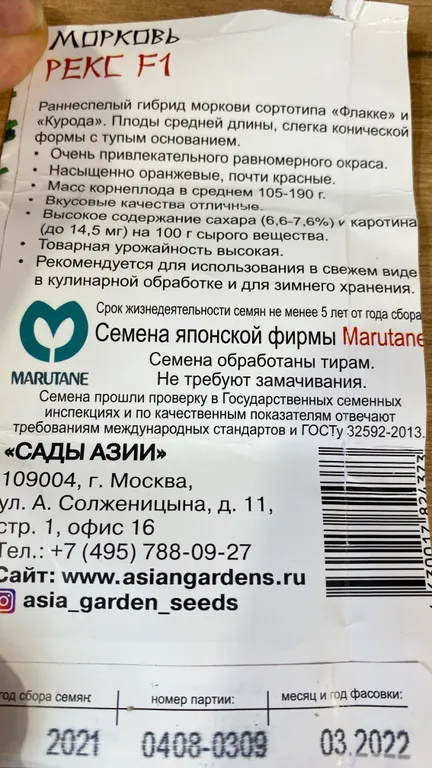 МОРКОВЬ
РЕКС F1
Раннеспелый гибрид моркови сортотипа «Флакке» и
«Курода». Плоды средней длины, слегка конической
формы с тупым основанием.
• Очень привлекательного равномерного окраса.
• Насыщенно оранжевые, почти красные.
• Масс корнеплода в среднем 105-190 г.
• Вкусовые качества отличные.
• Высокое содержание сахара (6,6-7,6%) и каротина
(до 14,5 мг) на 100 г сырого вещества.
• Товарная урожайность высокая.
• Рекомендуется для использования в свежем виде
в кулинарной обработке и для зимнего хранения.
Срок жизнедеятельности семян не менее 5 лет от года сбора
Семена японской фирмы Marutane
Семена обработаны тирам.
Не требуют замачивания.
MARUTANE
Семена прошли проверку в Государственных семенных
инспекциях и по качественным показателям отвечают
требованиям международных стандартов и ГОСТу 32592-2013.
«САДЫ АЗИИ»
109004, г. Москва,
ул. А. Солженицына, д. 11,
стр. 1, офис 16
Тел.: +7 (495) 788-09-27
Сайт: www.asiangardens.ru
asia_garden_seeds
год сбора семян: номер партии: месяц и год фасовки:
2021 0408-0309 03.2022